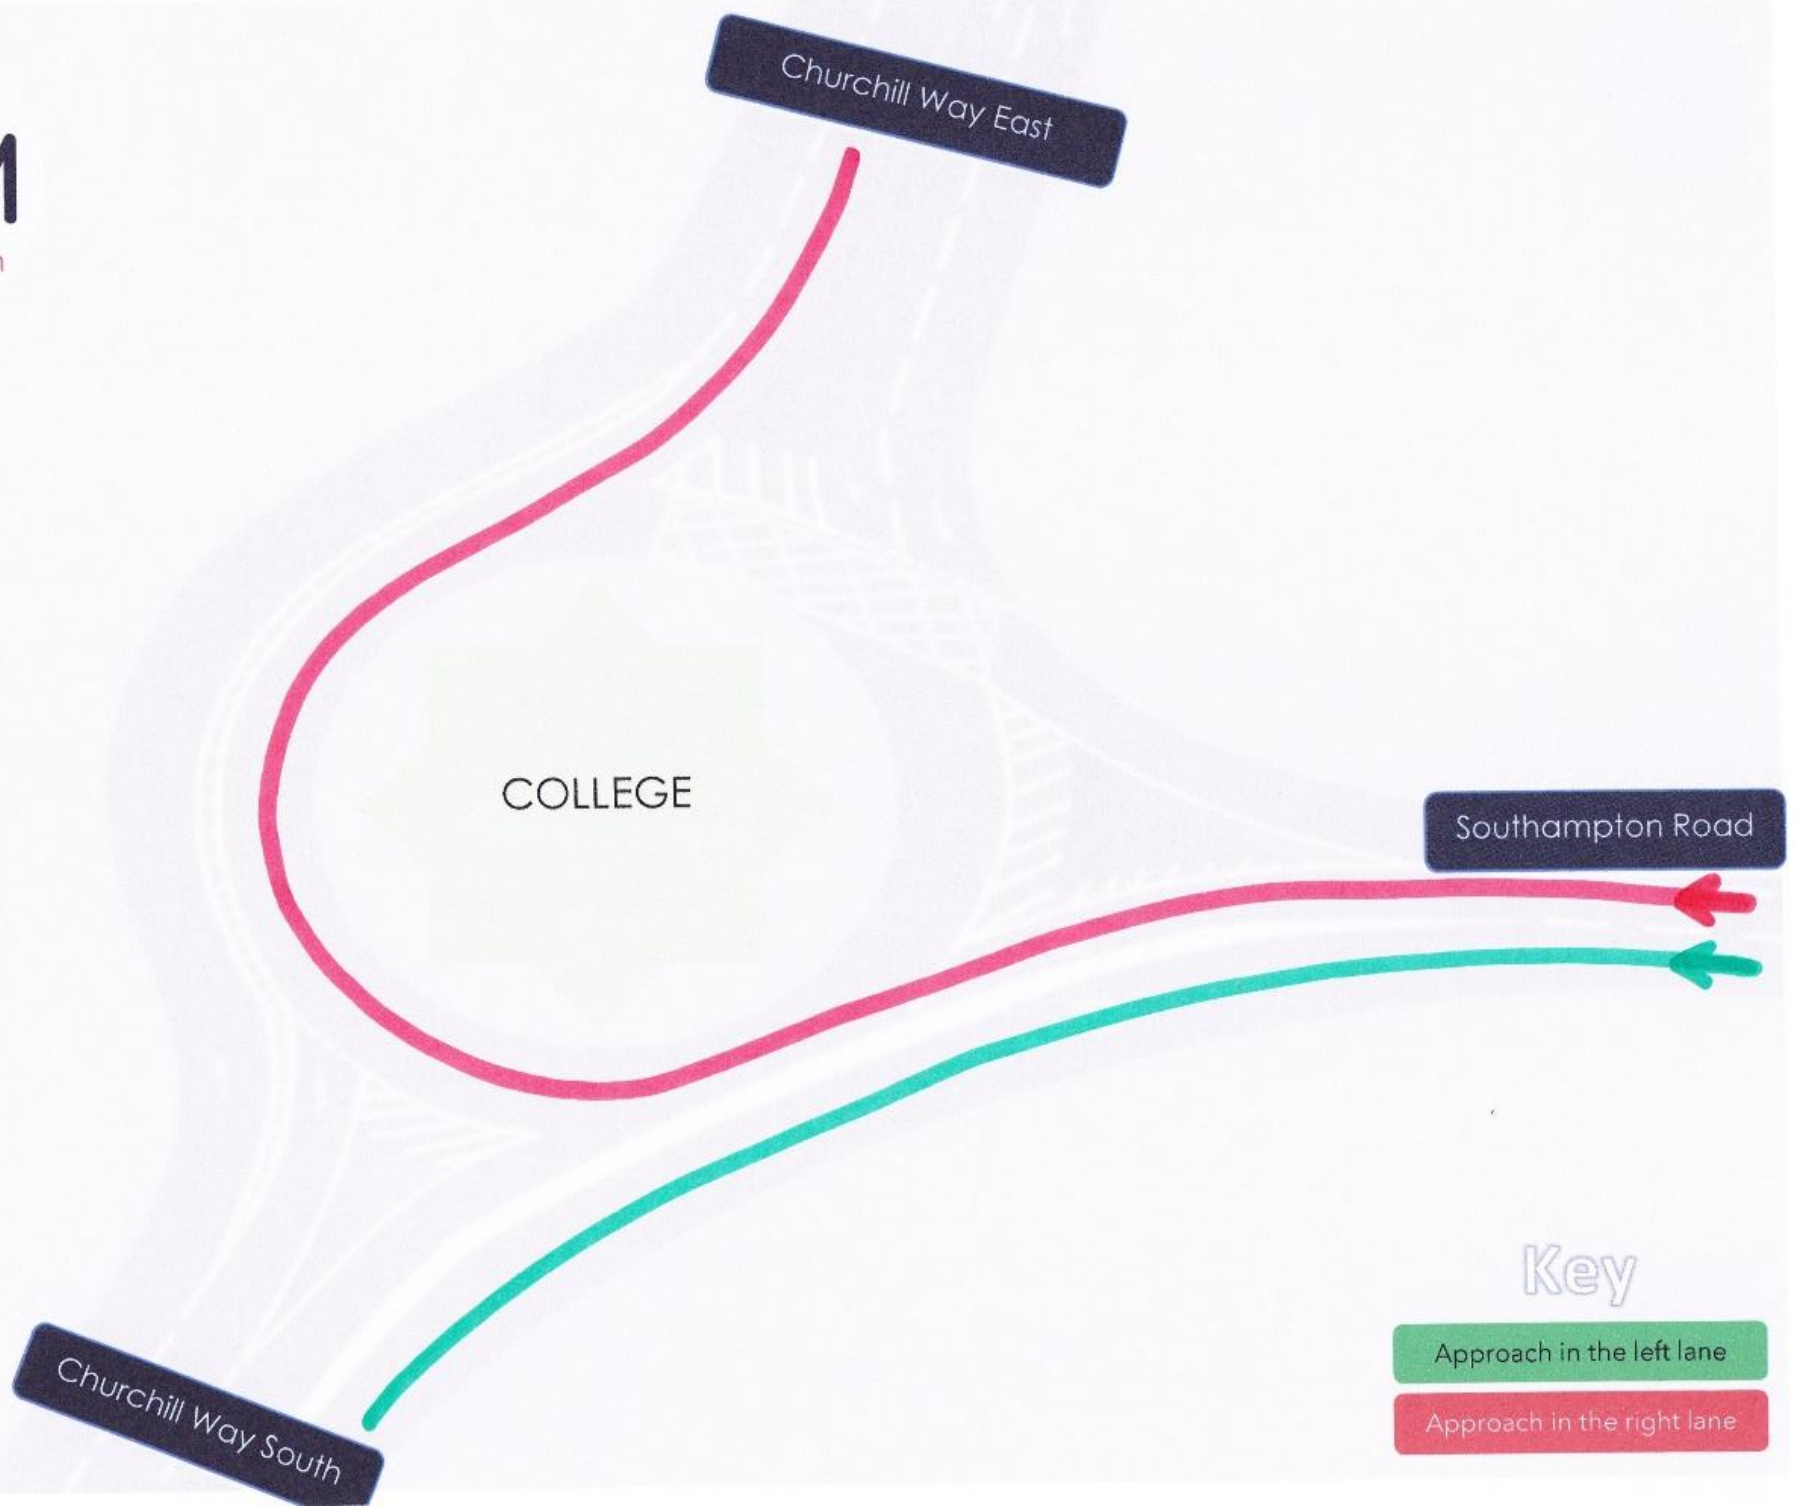 Churchill Way East
COLLEGE
Southampton Road
Key
Approach in the left lane
Approach in the right lane
Churchill Way South